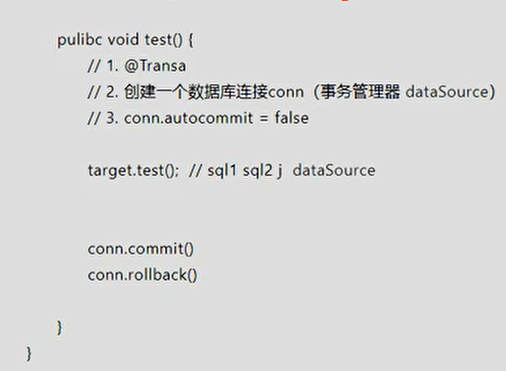 pulibc void test() {
// 1. @Transa
// 2. 创建一个数据库连接conn（事务管理器 dataSource）
// 3. conn.autocommit = false
target.test();  // sql1 sql2 j  dataSource
conn.commit()
conn.rollback()
}
}